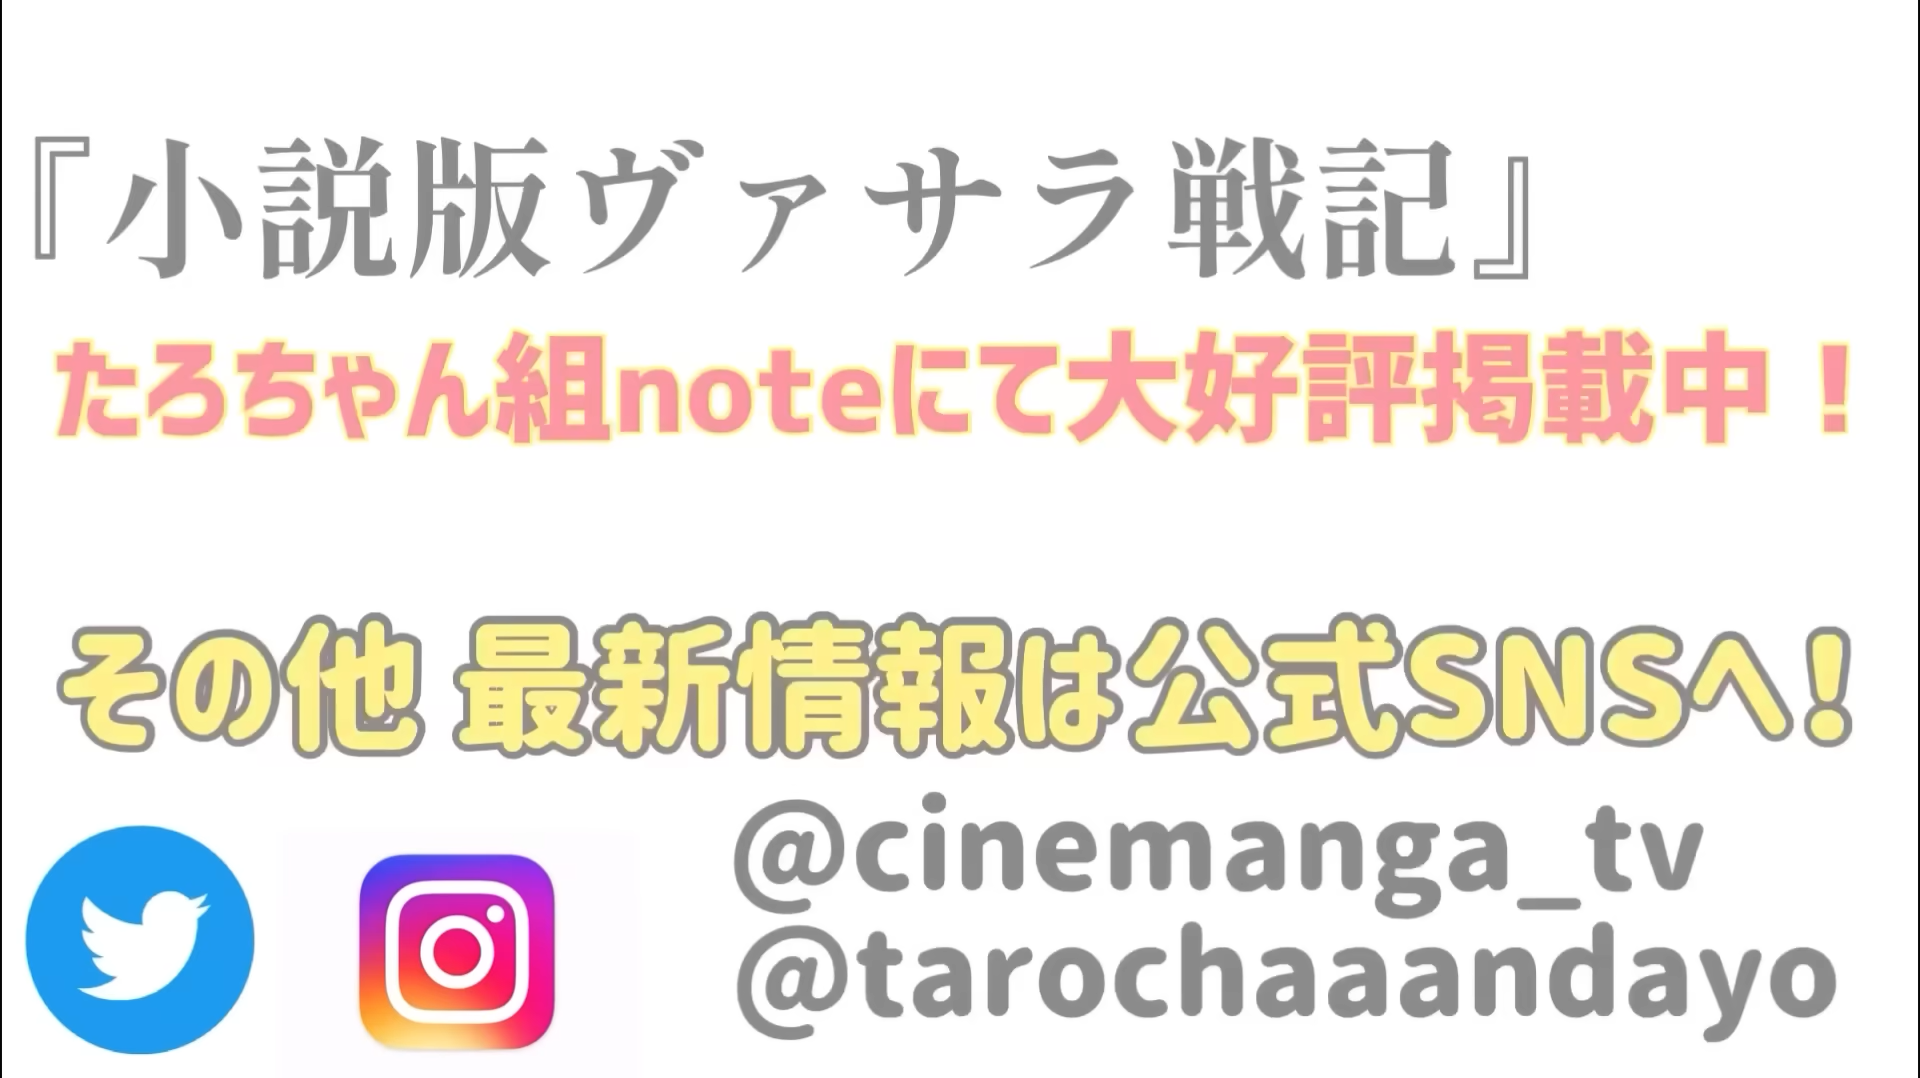 『小説版ヴァサラ戦記』
たろちゃん組noteにて大好評掲載中！
その他 最新情報は公式SNSへ!
@cinemanga_tv
@tarochaaandayo